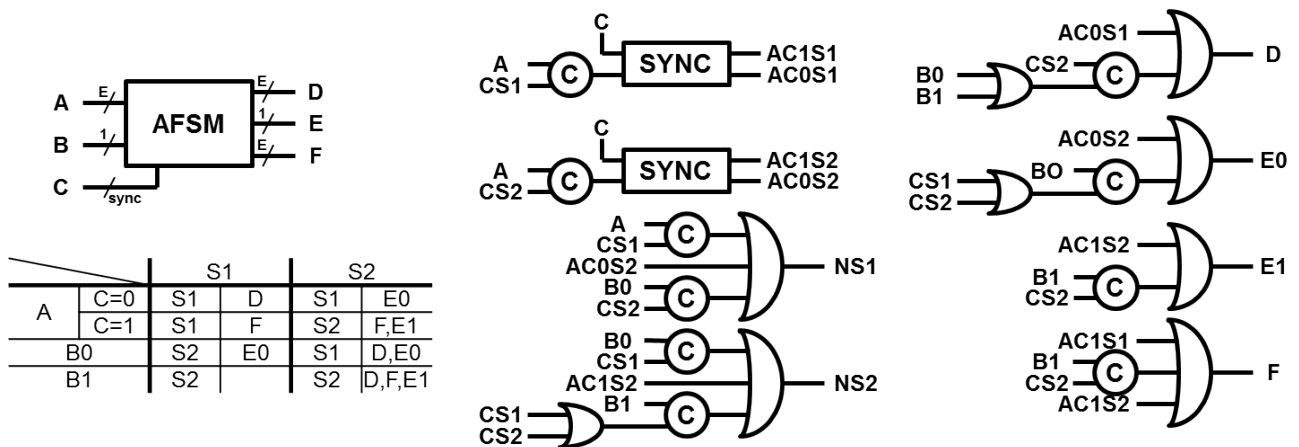 A
E
B
1
C
sync
AFSM
E
D
1
E
E
F
S1
S2
A
C=0
S1
D
S1
E0
C=1
S1
F
S2
F,E1
B0
S2
E0
S1
D,E0
B1
S2
S2
D,F,E1
C
A
CS1
C
SYNC
AC1S1
AC0S1
C
A
CS2
C
SYNC
AC1S2
AC0S2
A
CS1
C
AC0S2
B0
CS2
C
NS1
B0
CS1
C
AC1S2
B1
CS1
CS2
C
NS2
AC0S1
CS2
B0
B1
C
D
AC0S2
BO
CS1
CS2
C
E0
AC1S2
B1
CS2
C
E1
AC1S1
B1
CS2
C
AC1S2
F